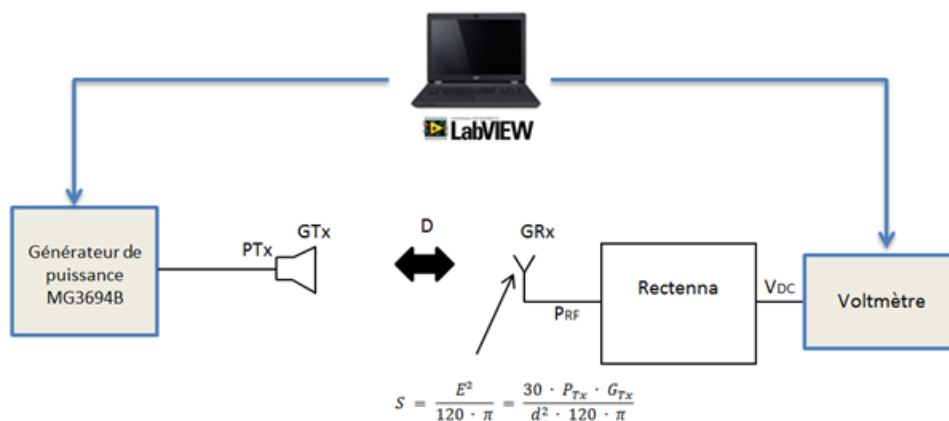 LabVIEW
D
GTx
PTx
GRx
Générateur de
puissance
MG3694B
Rectenna
VDC
Voltmètre
PRF
S = E² / 120 · π = 30 · PTx · GTx / d² · 120 · π